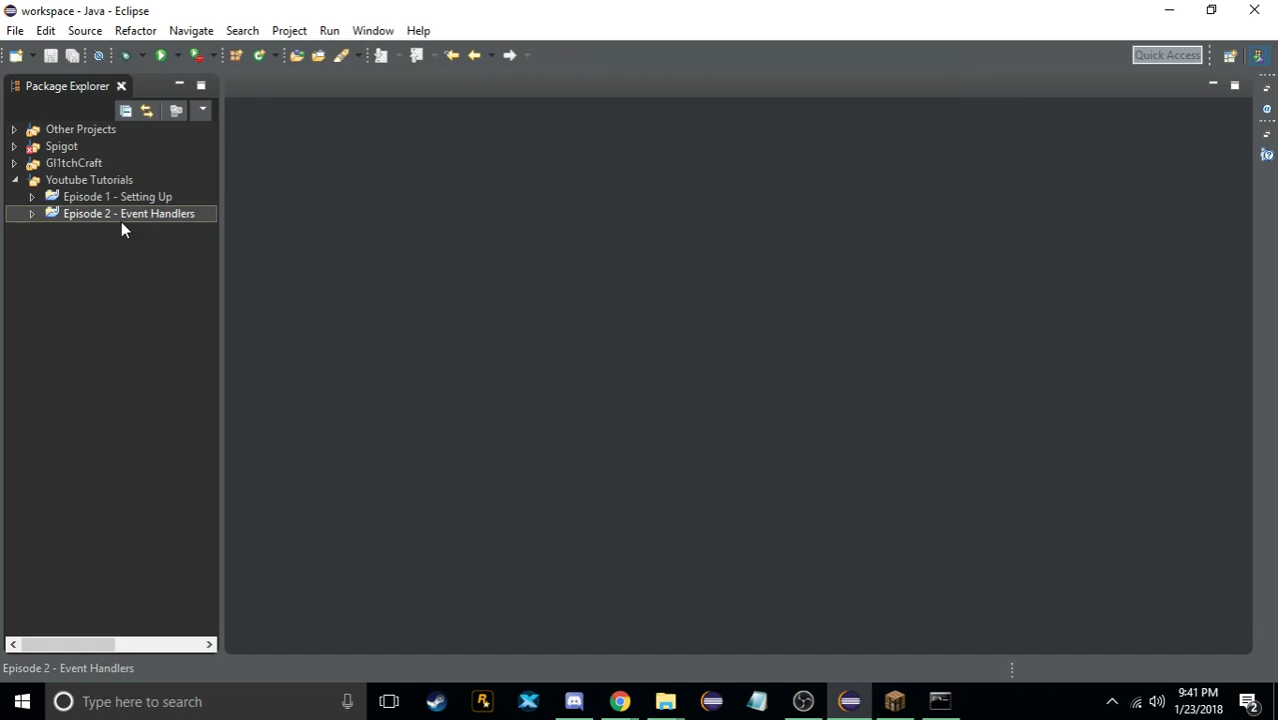 workspace - Java - Eclipse
File Edit Source Refactor Navigate Search Project Run Window Help
Quick Access
Package Explorer
Other Projects
Spigot
Gl1tchCraft
Youtube Tutorials
Episode 1 - Setting Up
Episode 2 - Event Handlers
Episode 2 - Event Handlers
Type here to search
9:41 PM
1/23/2018
2